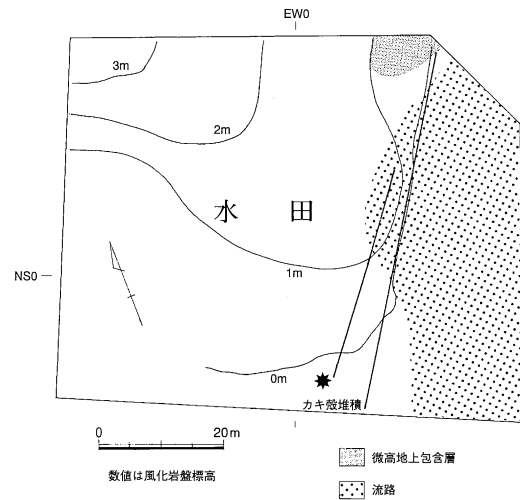 EW0
3m
2m
水 田
NS0
1m
0m
カキ殻堆積
0 20m
数値は風化岩盤標高
微高地上包含層
流路